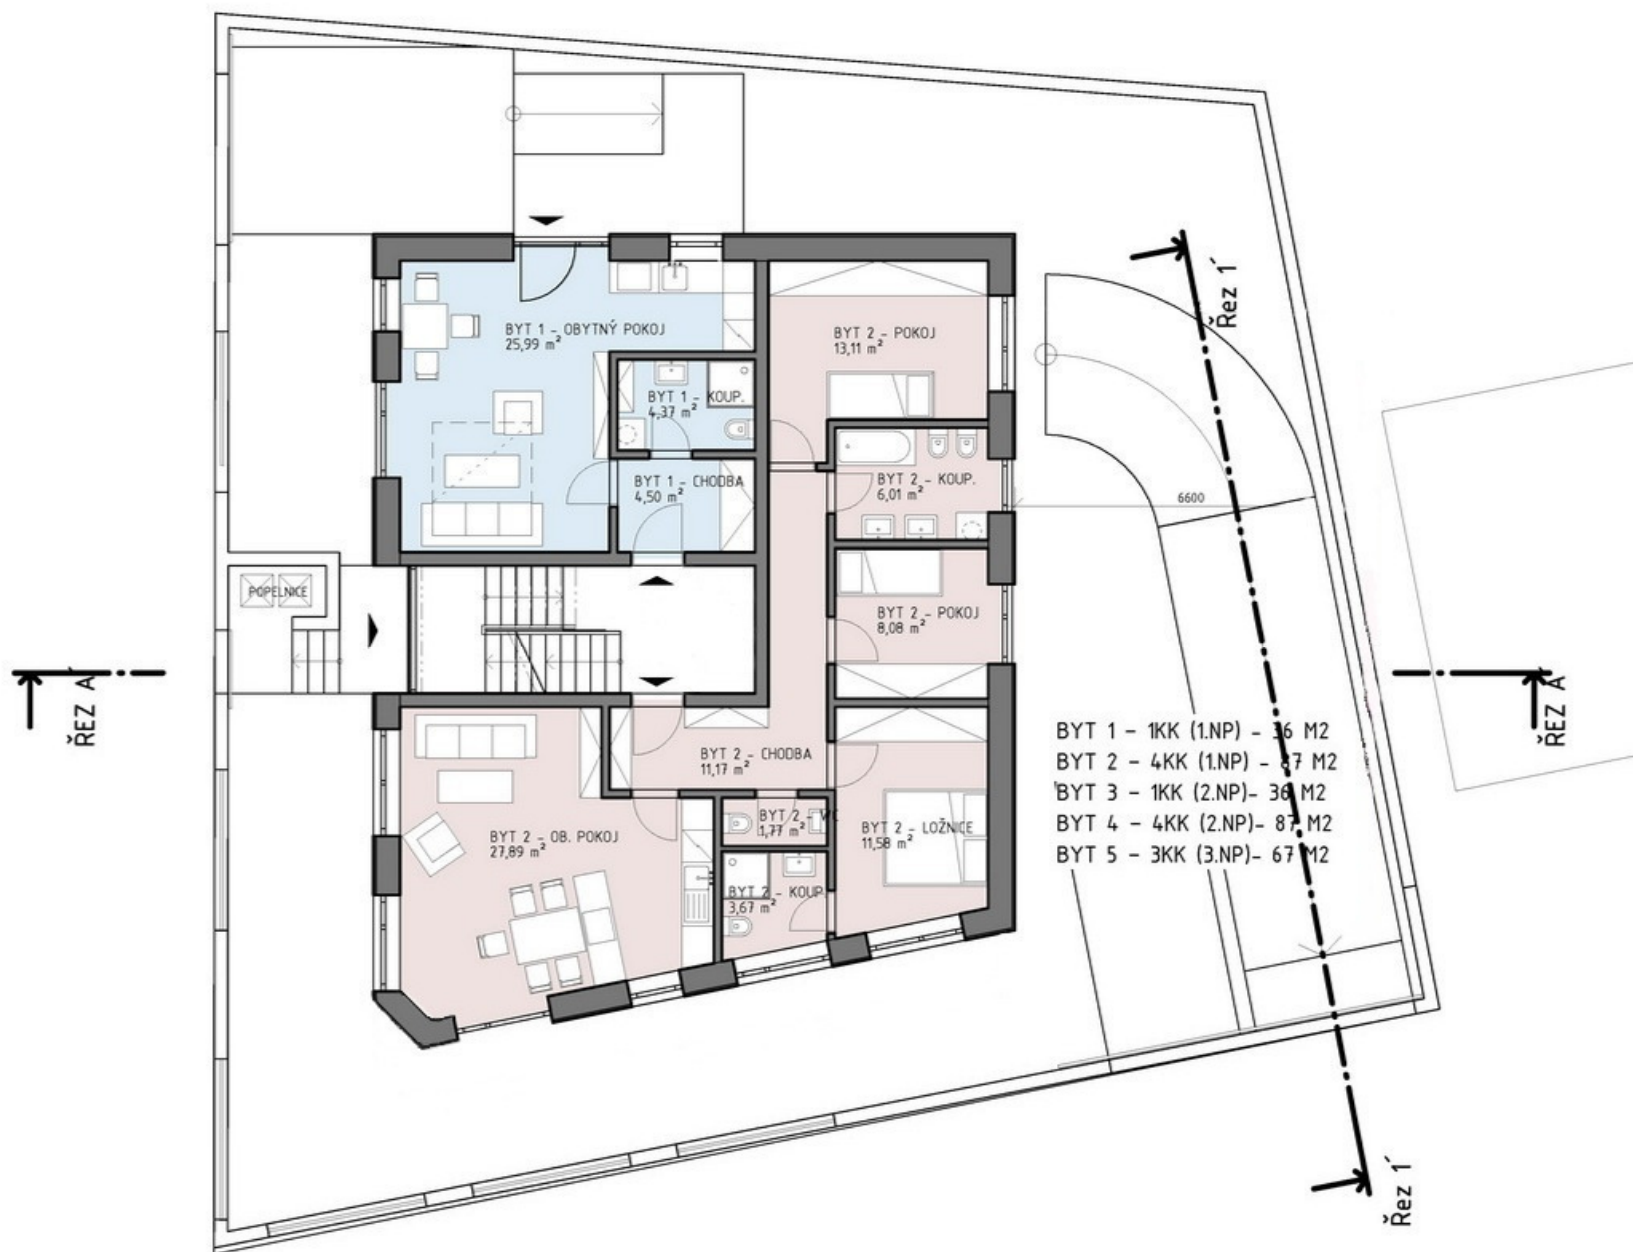 Řez 1´
BYT 1 - OBYTNÝ POKOJ
25,99 m²
BYT 2 - POKOJ
13,11 m²
BYT 1 - KOUP.
4,37 m²
BYT 1 - CHODBA
4,50 m²
BYT 2 - KOUP.
6,01 m²
6600
POPELNICE
BYT 2 - POKOJ
8,08 m²
ŘEZ A´
ŘEZ A´
BYT 2 - CHODBA
11,17 m²
BYT 1 - 1KK (1.NP) - 36 M2
BYT 2 - 4KK (1.NP) - 87 M2
BYT 3 - 1KK (2.NP)- 36 M2
BYT 4 - 4KK (2.NP)- 87 M2
BYT 5 - 3KK (3.NP)- 67 M2
BYT 2 - OB. POKOJ
27,89 m²
BYT 2 - WC
1,77 m²
BYT 2 - LOŽNICE
11,58 m²
BYT 2 - KOUP.
3,67 m²
Řez 1´